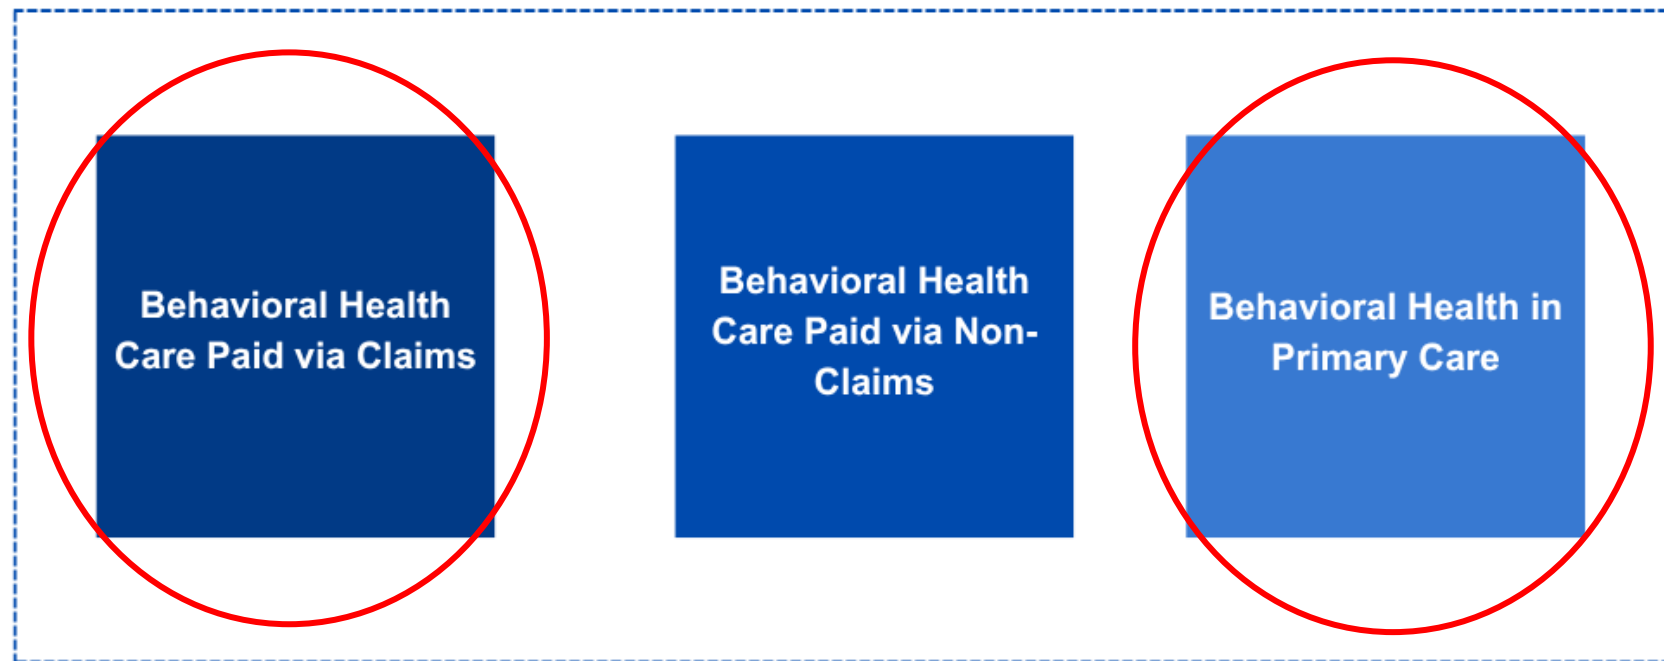 Behavioral Health
Care Paid via Claims
Behavioral Health
Care Paid via Non-
Claims
Behavioral Health in
Primary Care